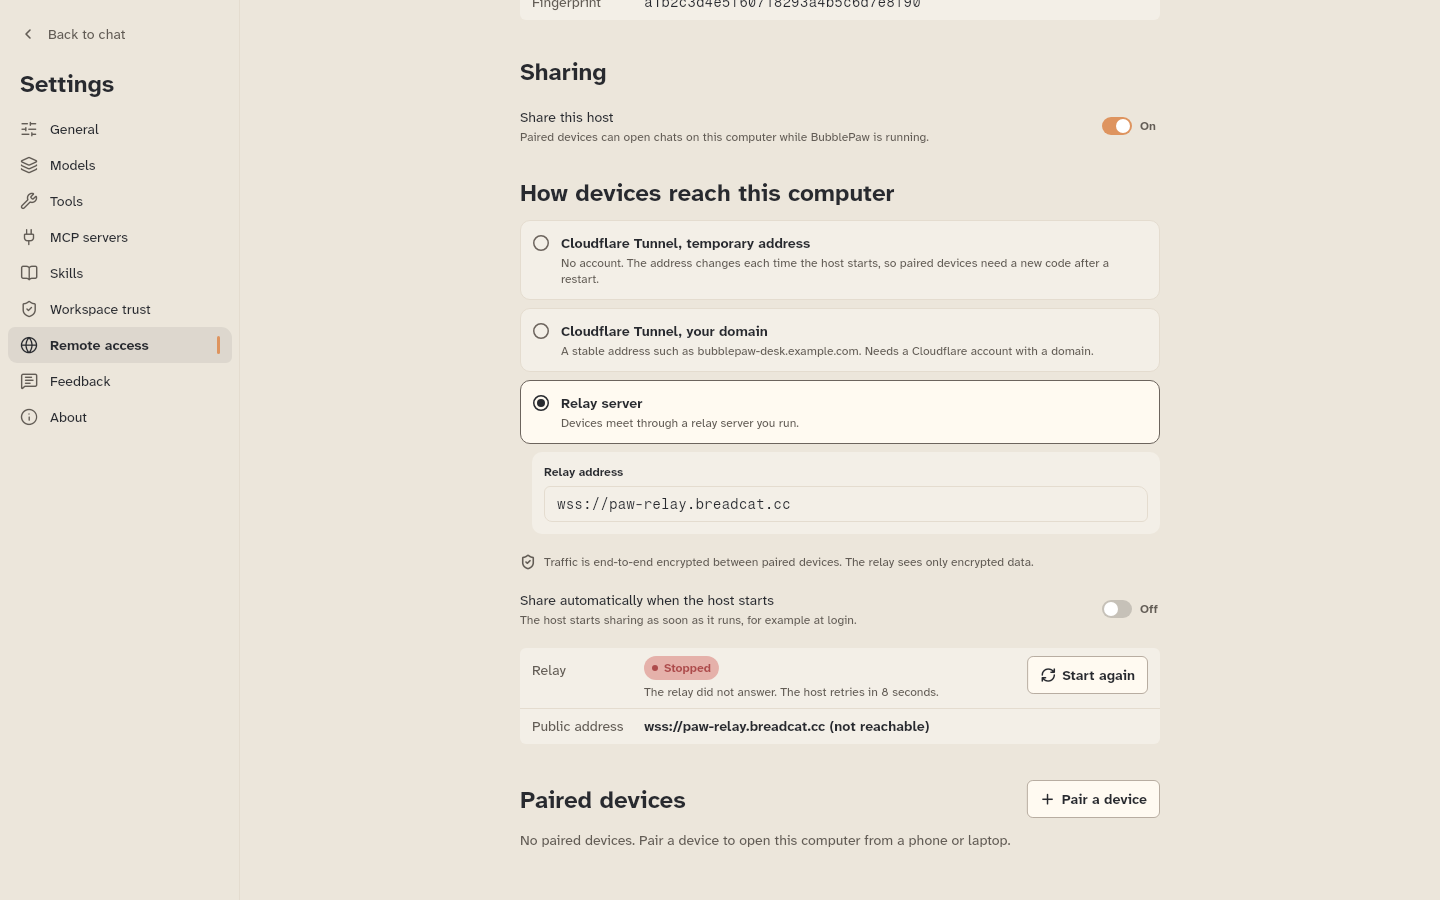 Back to chat
Settings
General
Models
Tools
MCP servers
Skills
Workspace trust
Remote access
Feedback
About
Fingerprint
Sharing
Share this host
Paired devices can open chats on this computer while BubblePaw is running.
On
How devices reach this computer
Cloudflare Tunnel, temporary address
No account. The address changes each time the host starts, so paired devices need a new code after a
restart.
Cloudflare Tunnel, your domain
A stable address such as bubblepaw-desk.example.com. Needs a Cloudflare account with a domain.
Relay server
Devices meet through a relay server you run.
Relay address
wss://paw-relay.breadcat.cc
Traffic is end-to-end encrypted between paired devices. The relay sees only encrypted data.
Share automatically when the host starts
The host starts sharing as soon as it runs, for example at login.
Off
Relay
Stopped
The relay did not answer. The host retries in 8 seconds.
Start again
Public address
wss://paw-relay.breadcat.cc (not reachable)
Paired devices
Pair a device
No paired devices. Pair a device to open this computer from a phone or laptop.